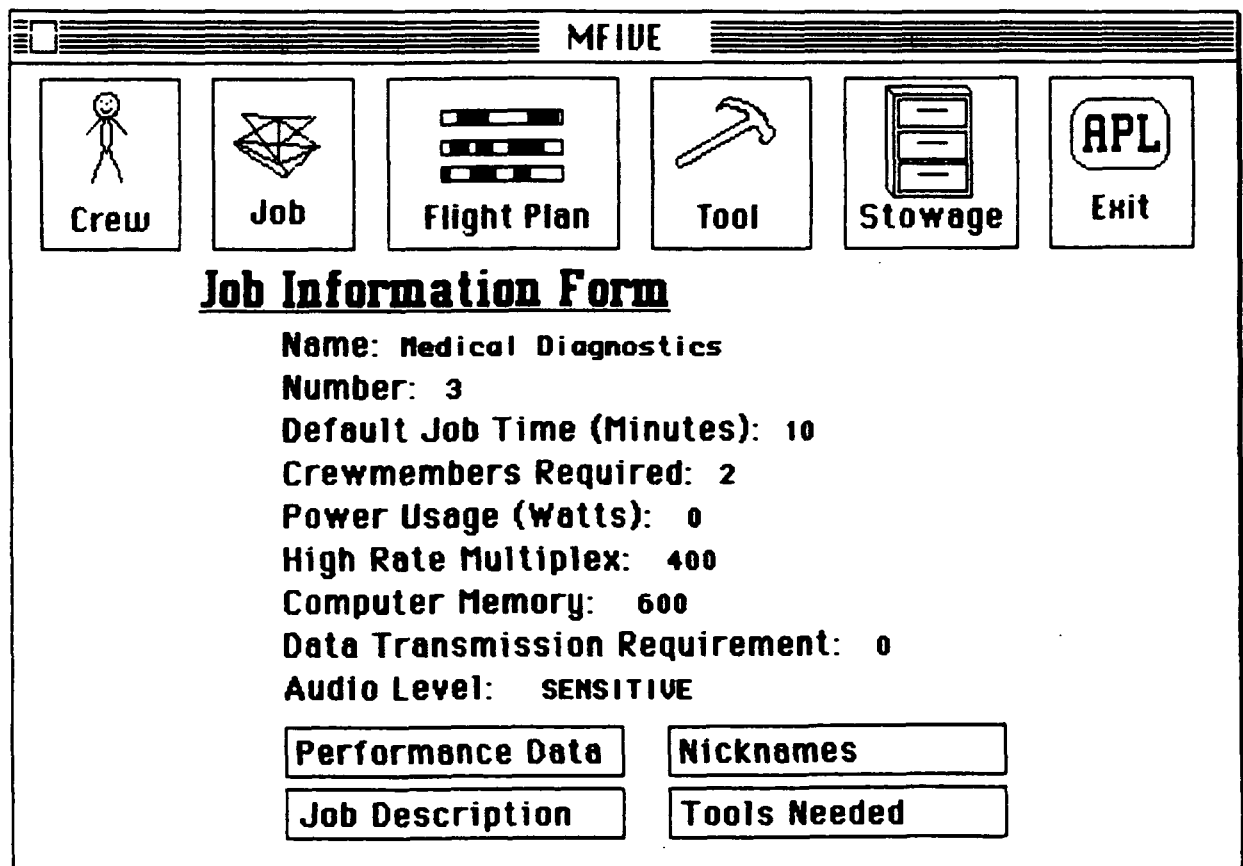 MFIVE
Crew
Job
Flight Plan
Tool
Stowage
APL
Exit
Job Information Form
Name: Medical Diagnostics
Number: 3
Default Job Time (Minutes): 10
Crewmembers Required: 2
Power Usage (Watts): 0
High Rate Multiplex: 400
Computer Memory: 600
Data Transmission Requirement: 0
Audio Level: SENSITIVE
Performance Data
Nicknames
Job Description
Tools Needed